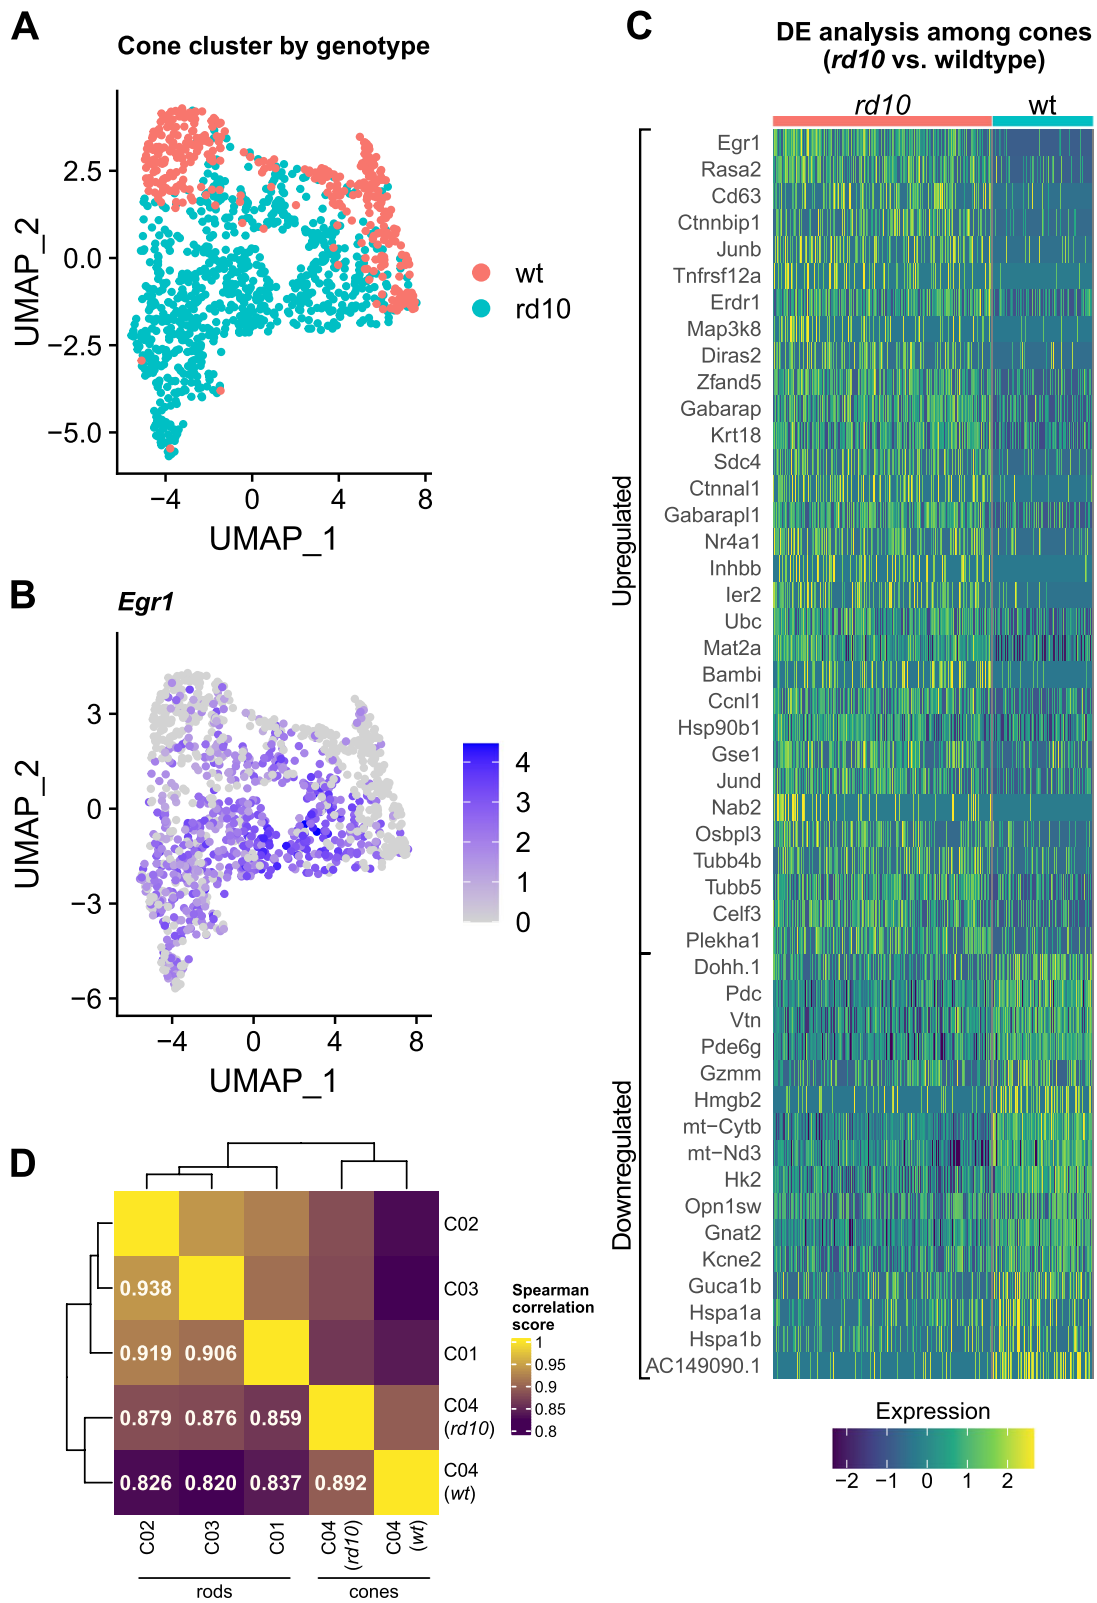 A
Cone cluster by genotype
2.5
0.0
−2.5
−5.0
UMAP_2
−4
0
4
8
UMAP_1
wt
rd10
B
Egr1
3
0
−3
−6
UMAP_2
−4
0
4
8
UMAP_1
4
3
2
1
0
C
DE analysis among cones
(rd10 vs. wildtype)
rd10
wt
Upregulated
Egr1
Rasa2
Cd63
Ctnnbip1
Junb
Tnfrsf12a
Erdr1
Map3k8
Diras2
Zfand5
Gabarap
Krt18
Sdc4
Ctnnal1
Gabarapl1
Nr4a1
Inhbb
Ier2
Ubc
Mat2a
Bambi
Ccnl1
Hsp90b1
Gse1
Jund
Nab2
Osbpl3
Tubb4b
Tubb5
Celf3
Plekha1
Downregulated
Dohh.1
Pdc
Vtn
Pde6g
Gzmm
Hmgb2
mt−Cytb
mt−Nd3
Hk2
Opn1sw
Gnat2
Kcne2
Guca1b
Hspa1a
Hspa1b
AC149090.1
Expression
−2 −1 0 1 2
D
C02
0.938
C03
0.919 0.906
C01
0.879 0.876 0.859
C04
(rd10)
0.826 0.820 0.837 0.892
C04
(wt)
C02
C03
C01
C04
(rd10)
C04
(wt)
rods
cones
Spearman
correlation
score
1
0.95
0.9
0.85
0.8